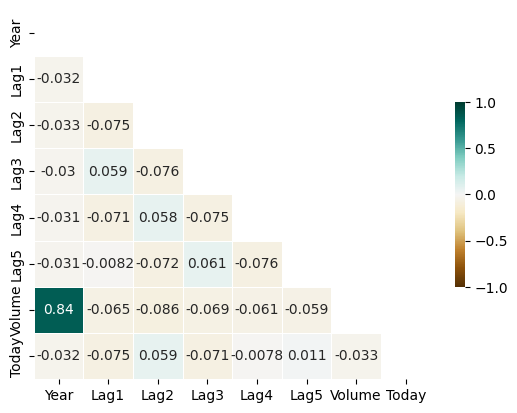 Year
Lag1 -0.032
Lag2 -0.033 -0.075
Lag3 -0.03 0.059 -0.076
Lag4 -0.031 -0.071 0.058 -0.075
Lag5 -0.031 -0.0082 -0.072 0.061 -0.076
Volume 0.84 -0.065 -0.086 -0.069 -0.061 -0.059
Today -0.032 -0.075 0.059 -0.071 -0.0078 0.011 -0.033
Year Lag1 Lag2 Lag3 Lag4 Lag5 Volume Today
1.0
0.5
0.0
−0.5
−1.0